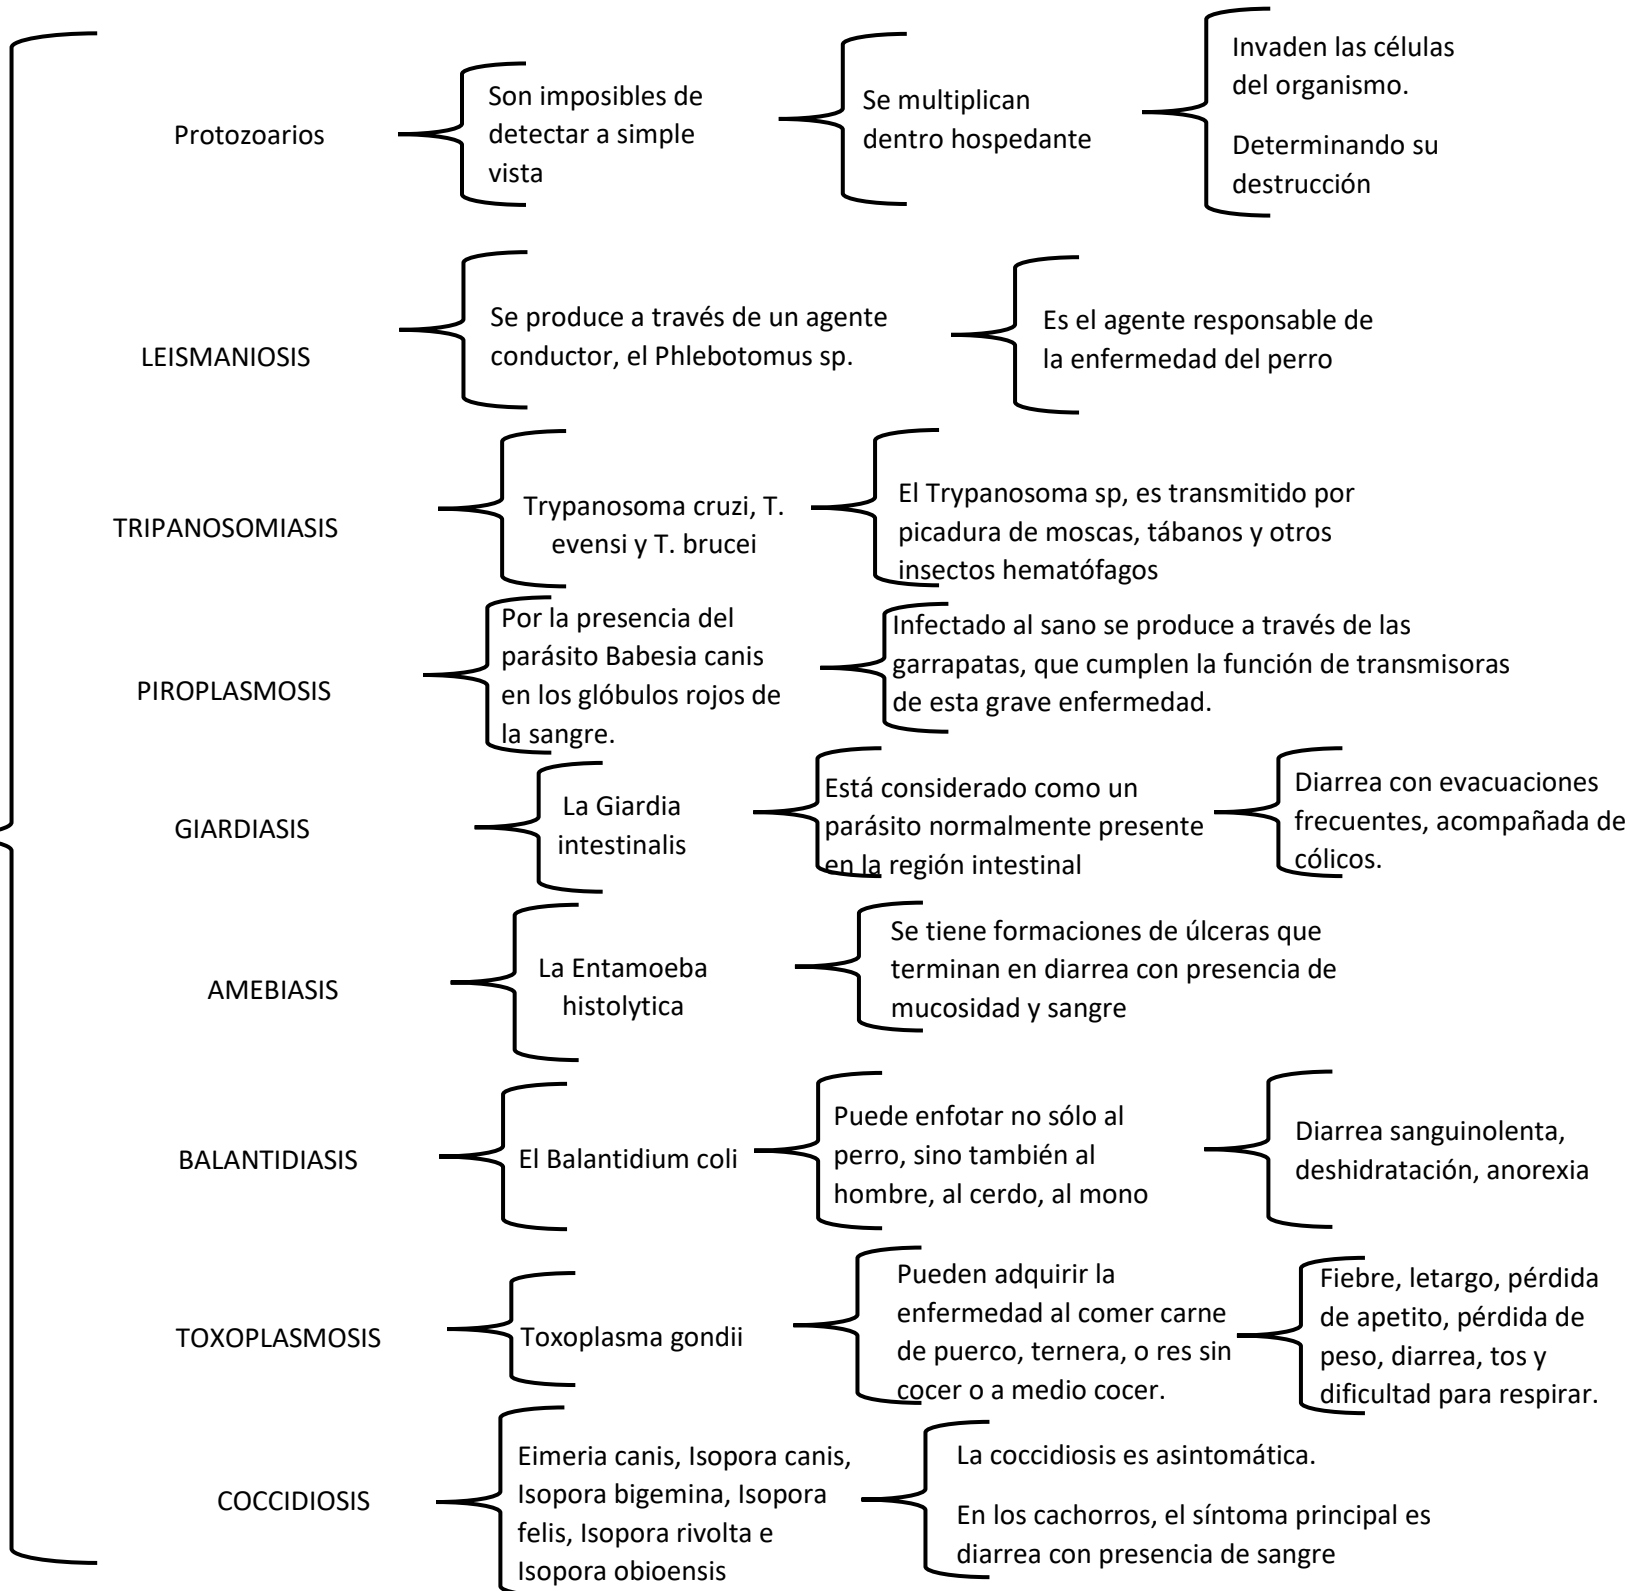 Protozoarios
Son imposibles de
detectar a simple
vista
Se multiplican
dentro hospedante
Invaden las células
del organismo.
Determinando su
destrucción
LEISMANIOSIS
Se produce a través de un agente
conductor, el Phlebotomus sp.
Es el agente responsable de
la enfermedad del perro
TRIPANOSOMIASIS
Trypanosoma cruzi, T.
evensi y T. brucei
El Trypanosoma sp, es transmitido por
picadura de moscas, tábanos y otros
insectos hematófagos
PIROPLASMOSIS
Por la presencia del
parásito Babesia canis
en los glóbulos rojos de
la sangre.
Infectado al sano se produce a través de las
garrapatas, que cumplen la función de transmisoras
de esta grave enfermedad.
GIARDIASIS
La Giardia
intestinalis
Está considerado como un
parásito normalmente presente
en la región intestinal
Diarrea con evacuaciones
frecuentes, acompañada de
cólicos.
AMEBIASIS
La Entamoeba
histolytica
Se tiene formaciones de úlceras que
terminan en diarrea con presencia de
mucosidad y sangre
BALANTIDIASIS
El Balantidium coli
Puede enfotar no sólo al
perro, sino también al
hombre, al cerdo, al mono
Diarrea sanguinolenta,
deshidratación, anorexia
TOXOPLASMOSIS
Toxoplasma gondii
Pueden adquirir la
enfermedad al comer carne
de puerco, ternera, o res sin
cocer o a medio cocer.
Fiebre, letargo, pérdida
de apetito, pérdida de
peso, diarrea, tos y
dificultad para respirar.
COCCIDIOSIS
Eimeria canis, Isopora canis,
Isopora bigemina, Isopora
felis, Isopora rivolta e
Isopora obioensis
La coccidiosis es asintomática.
En los cachorros, el síntoma principal es
diarrea con presencia de sangre